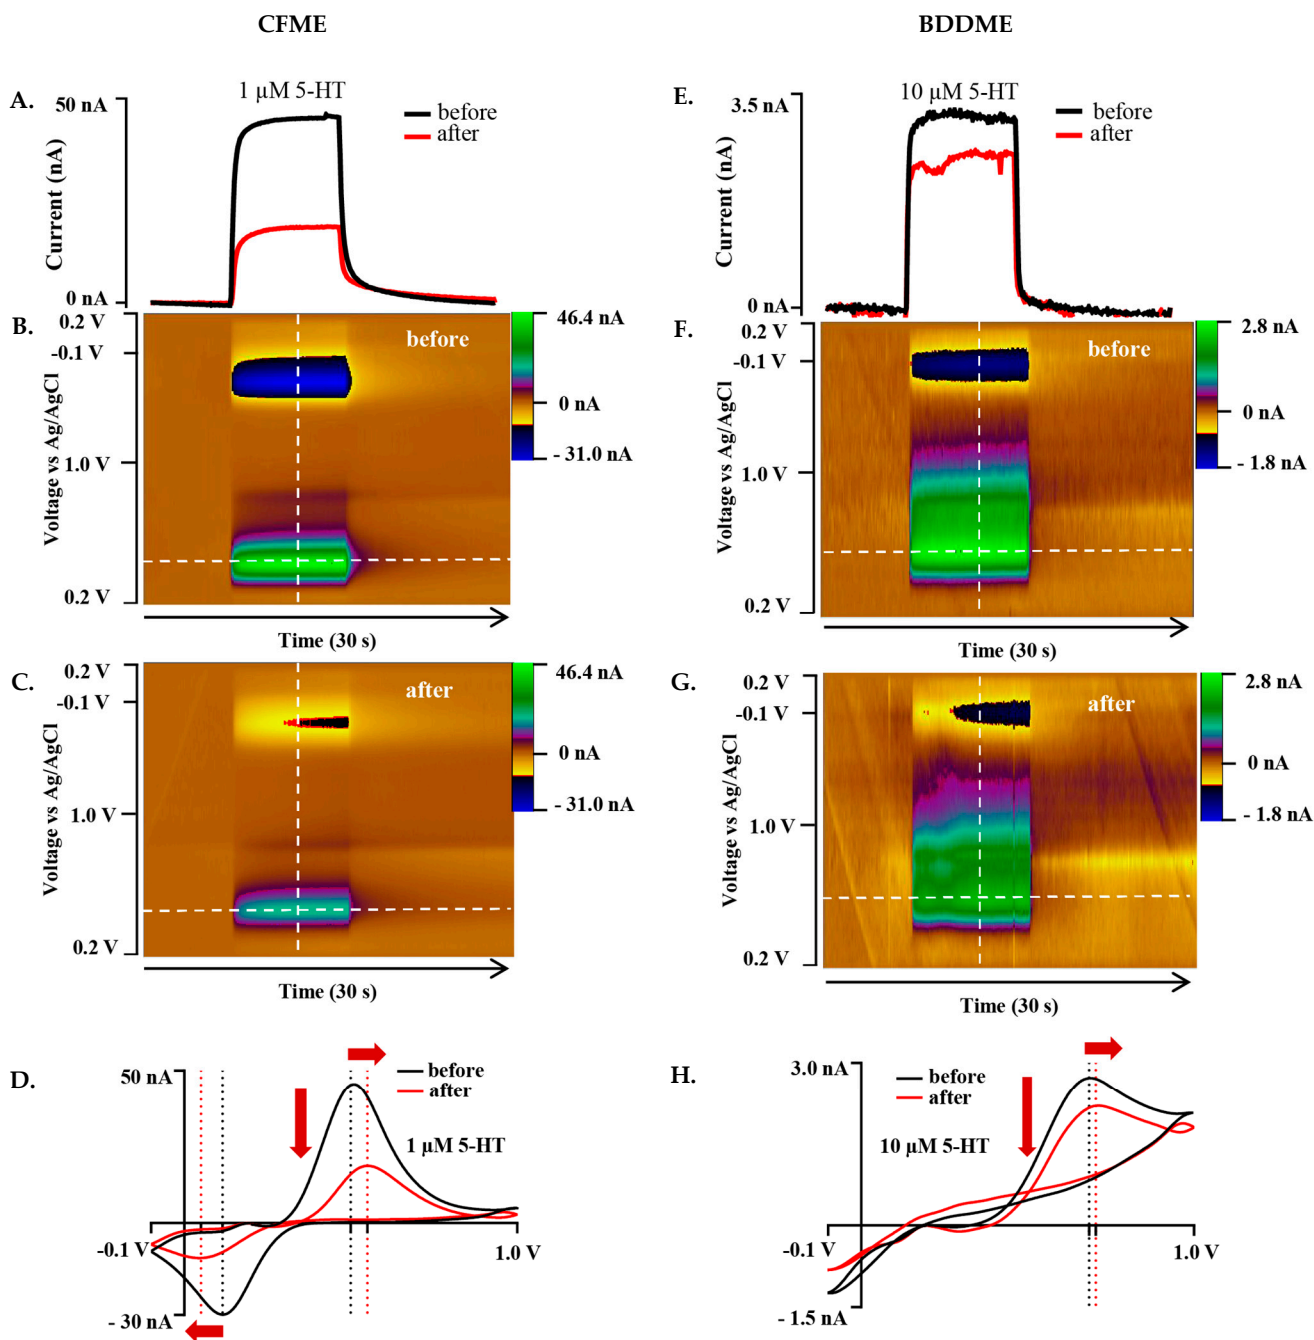 CFME
A.
1 µM 5-HT
50 nA
before
after
Current (nA)
0 nA
B.
0.2 V
-0.1 V
before
Voltage vs Ag/AgCl
1.0 V
0.2 V
46.4 nA
0 nA
- 31.0 nA
Time (30 s)
C.
0.2 V
-0.1 V
after
Voltage vs Ag/AgCl
1.0 V
0.2 V
46.4 nA
0 nA
- 31.0 nA
Time (30 s)
D.
50 nA
before
after
1 µM 5-HT
-0.1 V
1.0 V
- 30 nA
BDDME
E.
10 µM 5-HT
3.5 nA
before
after
Current (nA)
0 nA
F.
0.2 V
-0.1 V
before
Voltage vs Ag/AgCl
1.0 V
0.2 V
2.8 nA
0 nA
- 1.8 nA
Time (30 s)
G.
0.2 V
-0.1 V
after
Voltage vs Ag/AgCl
1.0 V
0.2 V
2.8 nA
0 nA
- 1.8 nA
Time (30 s)
H.
3.0 nA
before
after
10 µM 5-HT
-0.1 V
1.0 V
-1.5 nA